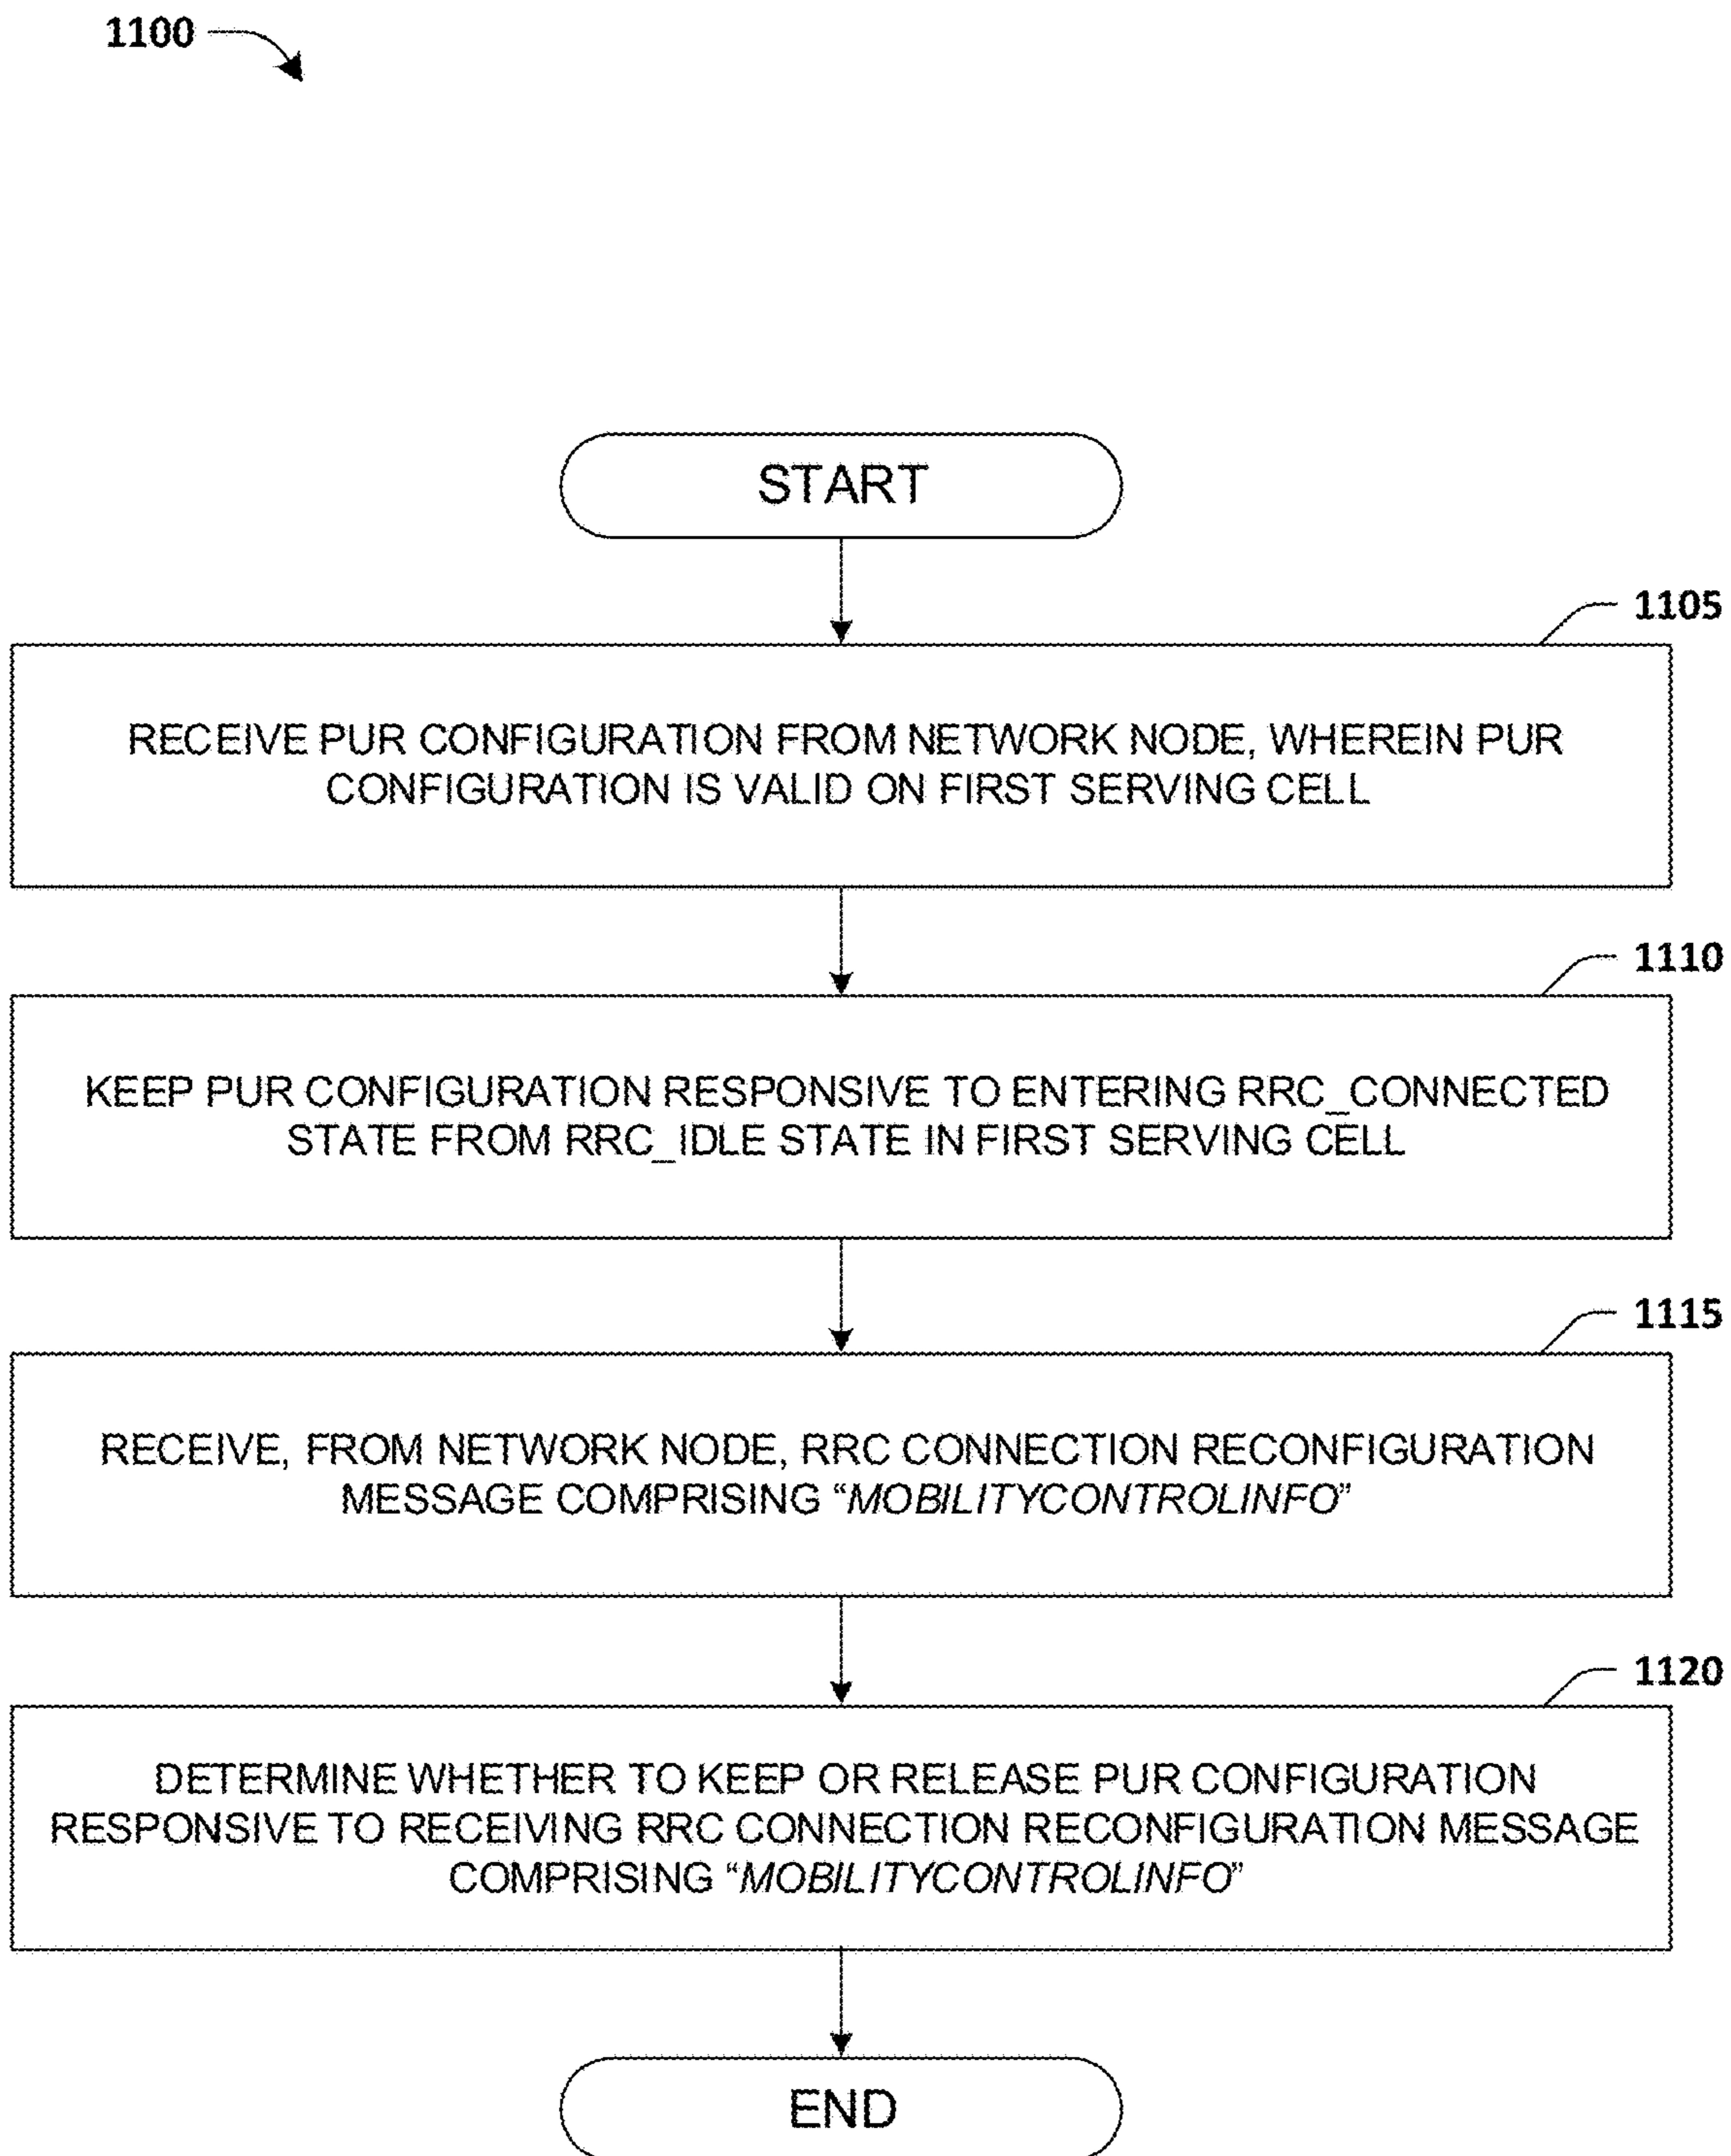 1100
START
1105
RECEIVE PUR CONFIGURATION FROM NETWORK NODE, WHEREIN PUR
CONFIGURATION IS VALID ON FIRST SERVING CELL
1110
KEEP PUR CONFIGURATION RESPONSIVE TO ENTERING RRC_CONNECTED
STATE FROM RRC_IDLE STATE IN FIRST SERVING CELL
1115
RECEIVE, FROM NETWORK NODE, RRC CONNECTION RECONFIGURATION
MESSAGE COMPRISING “MOBILITYCONTROLINFO”
1120
DETERMINE WHETHER TO KEEP OR RELEASE PUR CONFIGURATION
RESPONSIVE TO RECEIVING RRC CONNECTION RECONFIGURATION MESSAGE
COMPRISING “MOBILITYCONTROLINFO”
END